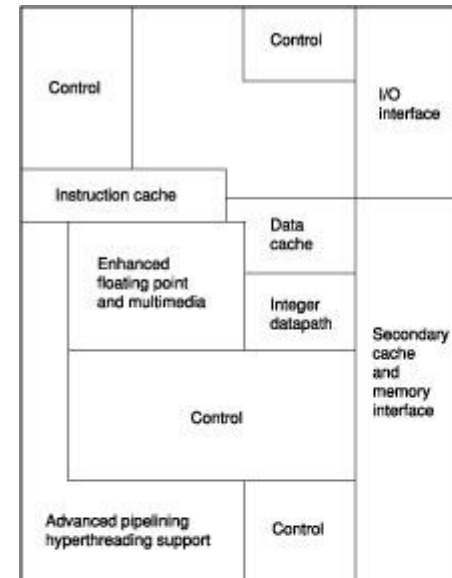 Control
Control
I/O
interface
Instruction cache
Data
cache
Enhanced
floating point
and multimedia
Integer
datapath
Secondary
cache
and
memory
interface
Control
Advanced pipelining
hyperthreading support
Control